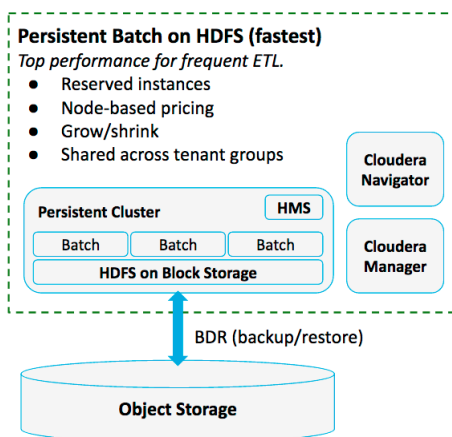 Persistent Batch on HDFS (fastest)
Top performance for frequent ETL.
● Reserved instances
● Node-based pricing
● Grow/shrink
● Shared across tenant groups
Cloudera
Navigator
Persistent Cluster
HMS
Batch
Batch
Batch
HDFS on Block Storage
Cloudera
Manager
BDR (backup/restore)
Object Storage